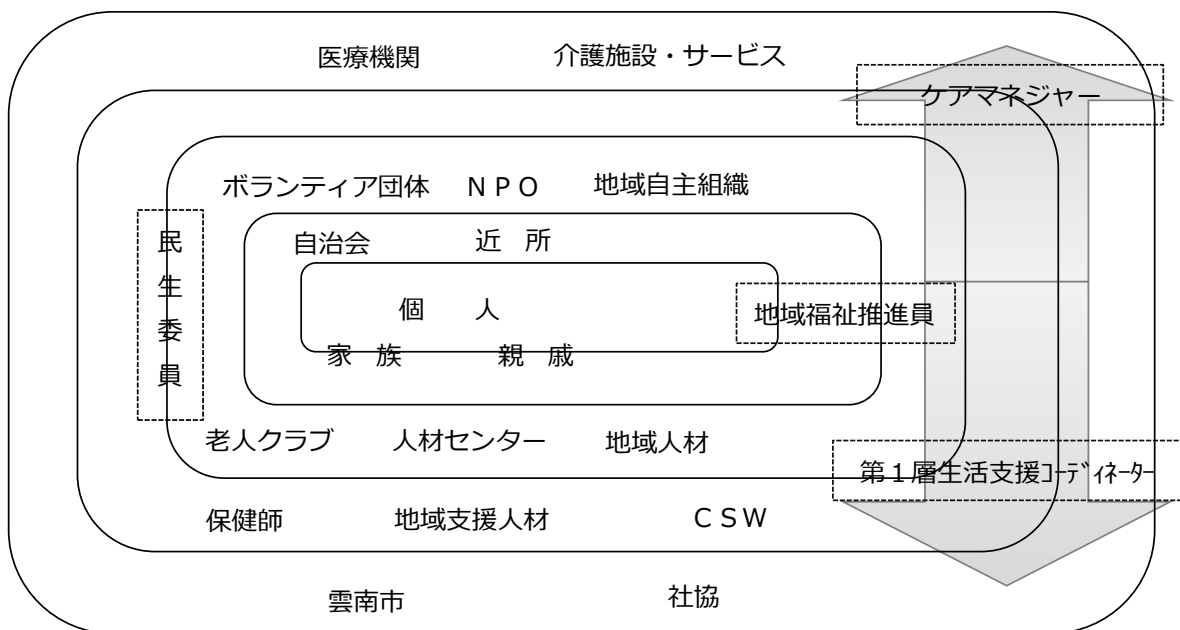 医療機関 介護施設・サービス
ケアマネジャー
ボランティア団体 ＮＰＯ 地域自主組織
民生委員
自治会 近 所
個 人
地域福祉推進員
家 族 親 戚
老人クラブ 人材センター 地域人材
第１層生活支援ｺｰﾃﾞｨﾈｰﾀｰ
保健師 地域支援人材 ＣＳＷ
雲南市 社協